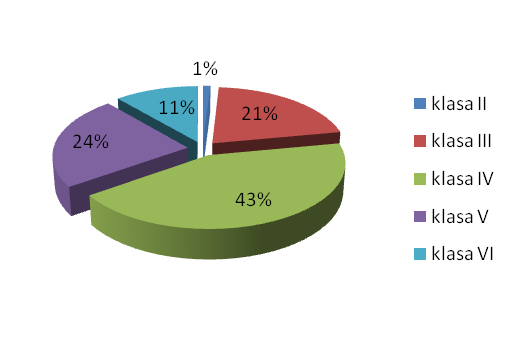 1%
21%
11%
24%
43%
klasa II
klasa III
klasa IV
klasa V
klasa VI